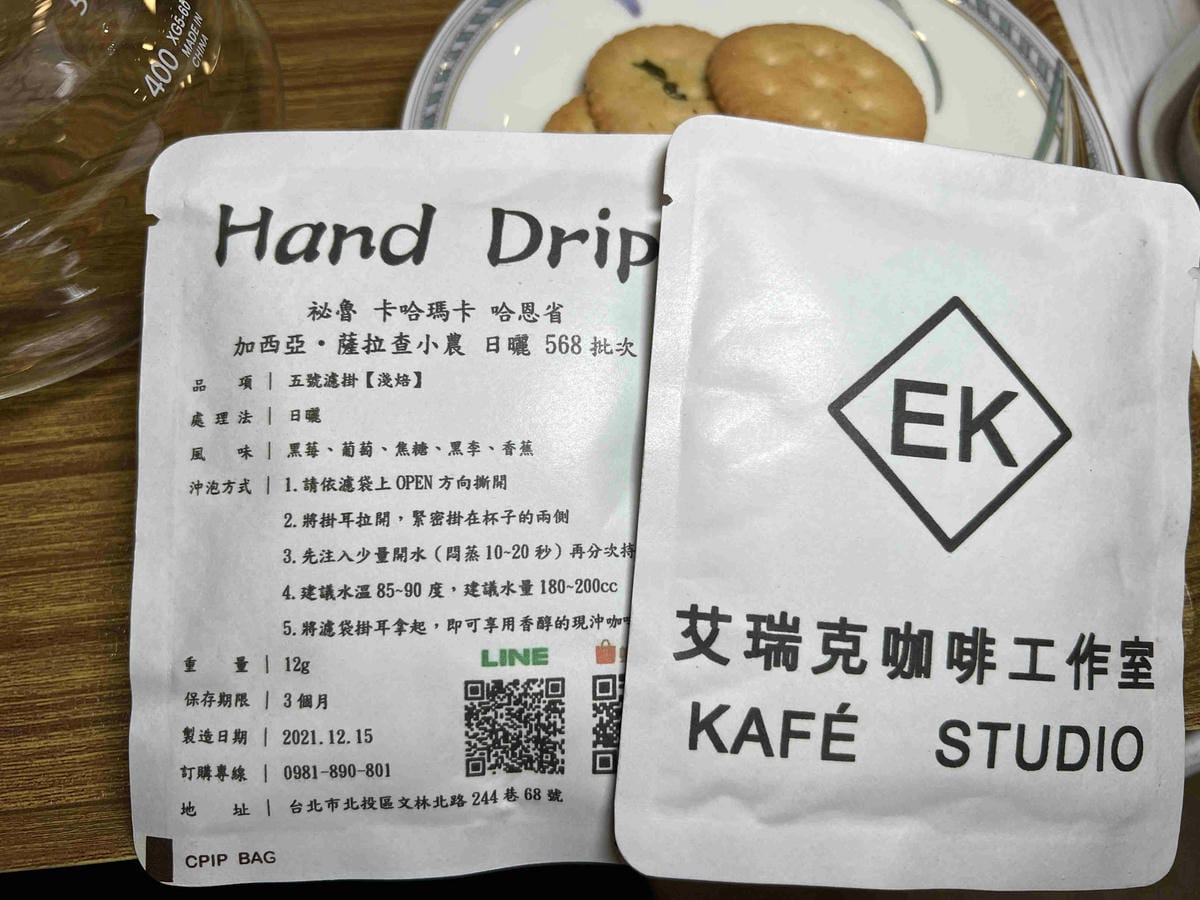 400
XGS-60
MADE IN
CHINA
Hand Drip
祕魯 卡哈瑪卡 哈恩省
加西亞・薩拉查小農 日曬 568 批次
品 項 | 五號濾掛【淺焙】
處理法 | 日曬
風 味 | 黑莓、葡萄、焦糖、黑李、香蕉
沖泡方式 | 1. 請依濾袋上 OPEN 方向撕開
2. 將掛耳拉開，緊密掛在杯子的兩側
3. 先注入少量開水（悶蒸 10~20 秒）再分次持
4. 建議水溫 85~90 度，建議水量 180~200cc
5. 將濾袋掛耳拿起，即可享用香醇的現沖咖
LINE
重 量 | 12g
保存期限 | 3 個月
製造日期 | 2021.12.15
訂購專線 | 0981-890-801
地 址 | 台北市北投區文林北路 244 巷 68 號
CPIP BAG
EK
艾瑞克咖啡工作室
KAFÉ STUDIO